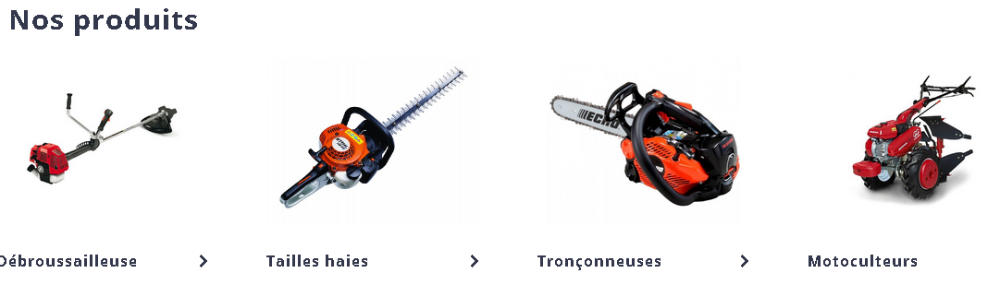 Nos produits
ECHO
Débroussailleuse
Tailles haies
Tronçonneuses
Motoculteurs